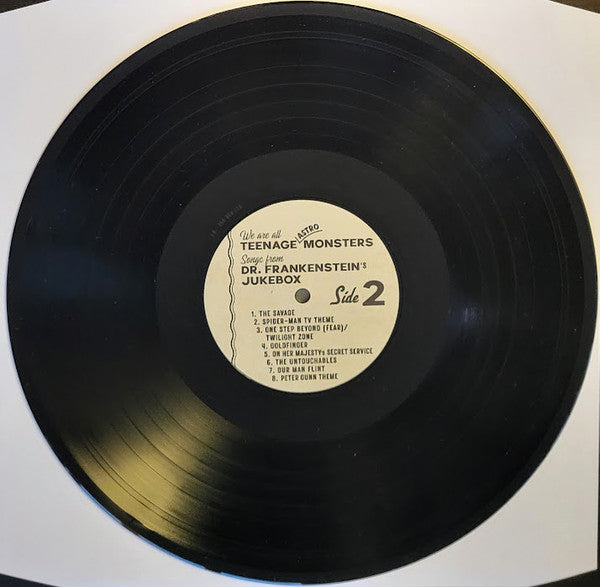 We are all ASTRO
TEENAGE MONSTERS
Songs from
DR. FRANKENSTEIN'S
JUKEBOX
Side 2
1. THE SAVAGE
2. SPIDER-MAN TV THEME
3. ONE STEP BEYOND (FEAR)/
TWILIGHT ZONE
4. GOLDFINGER
5. ON HER MAJESTYs SECRET SERVICE
6. THE UNTOUCHABLES
7. OUR MAN FLINT
8. PETER GUNN THEME